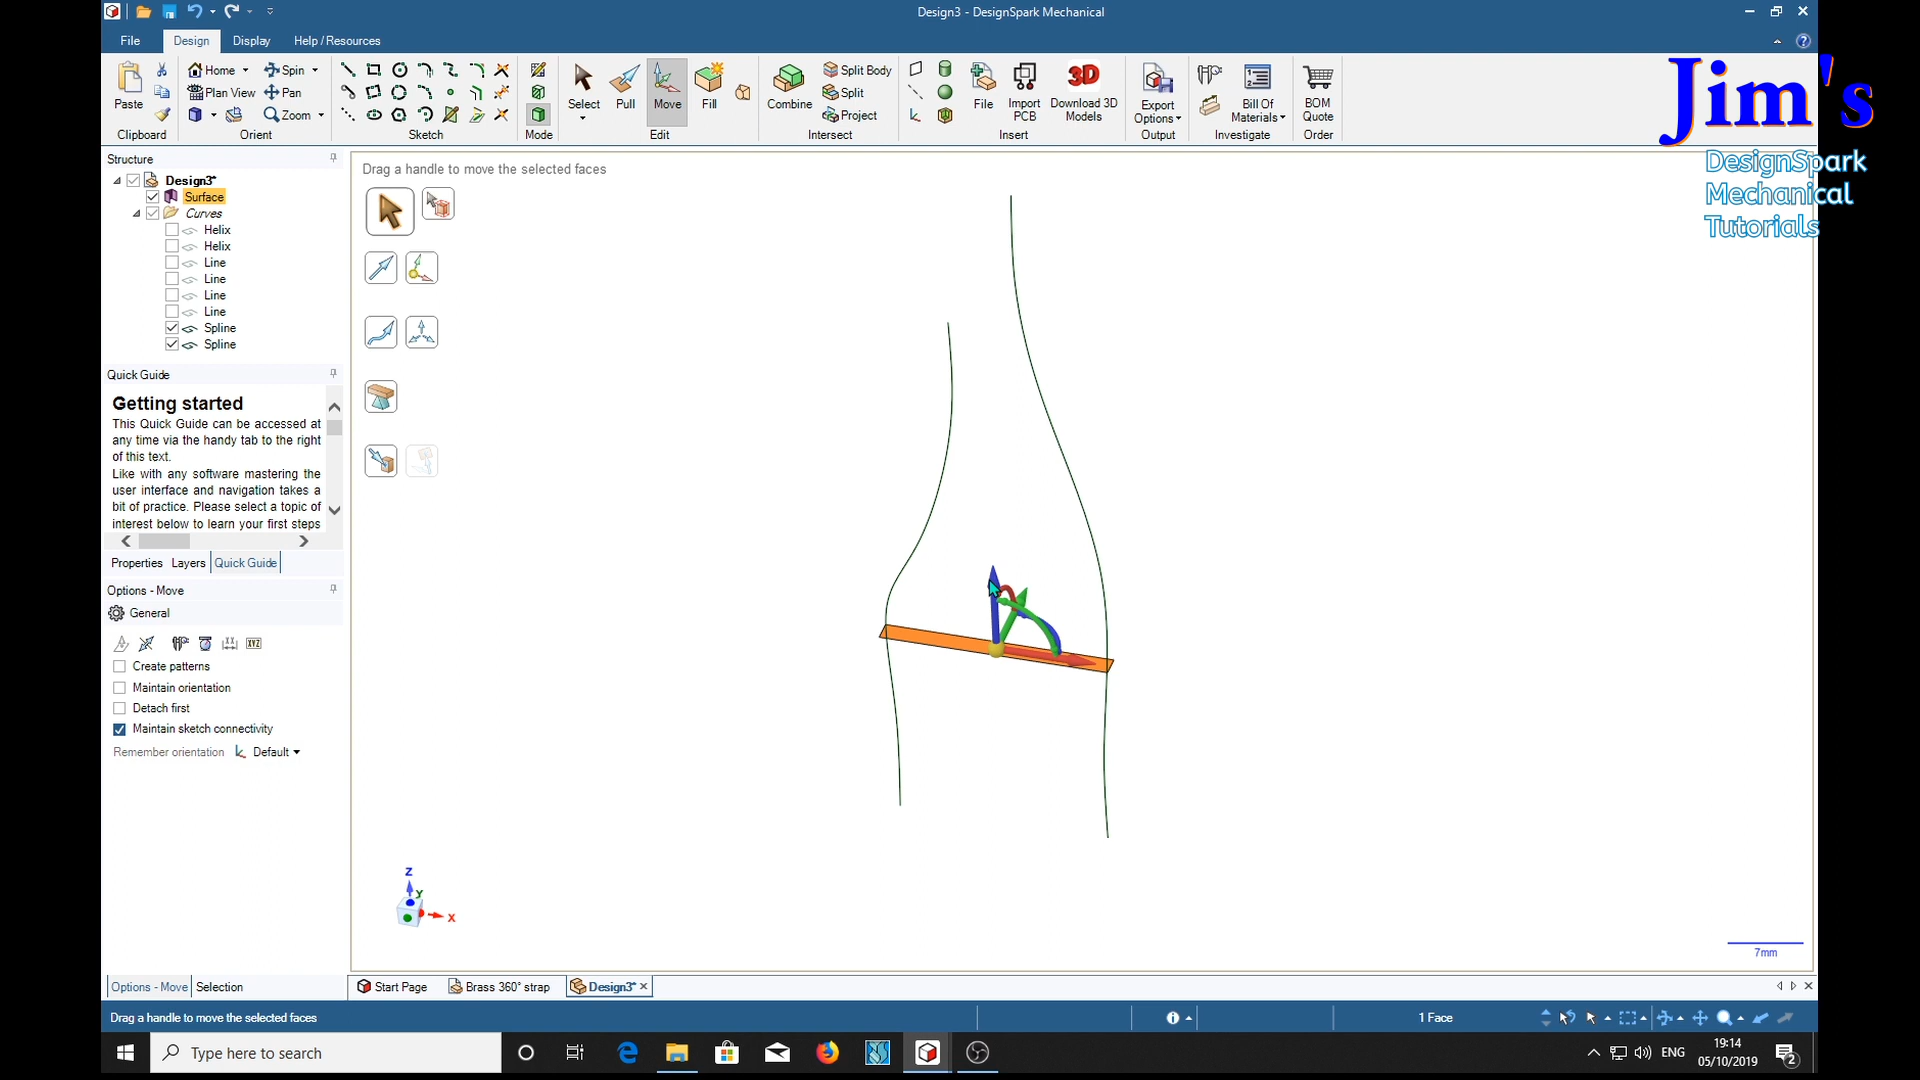 Design3 - DesignSpark Mechanical
File Design Display Help / Resources
Paste
Clipboard
Home Spin
Plan View Pan
Zoom
Orient
Sketch
Mode
Select Pull Move Fill
Edit
Combine
Split Body
Split
Project
Intersect
File
Import PCB
Download 3D Models
Insert
3D
Export Options
Output
Bill Of Materials
Investigate
BOM Quote
Order
Jim's
DesignSpark
Mechanical
Tutorials
Structure
Design3*
Surface
Curves
Helix
Helix
Line
Line
Line
Line
Spline
Spline
Drag a handle to move the selected faces
Quick Guide
Getting started
This Quick Guide can be accessed at
any time via the handy tab to the right
of this text.
Like with any software mastering the
user interface and navigation takes a
bit of practice. Please select a topic of
interest below to learn your first steps
Properties Layers Quick Guide
Options - Move
General
XYZ
Create patterns
Maintain orientation
Detach first
Maintain sketch connectivity
Remember orientation Default
Z
Y
X
7mm
Options - Move Selection
Start Page Brass 360° strap Design3*
Drag a handle to move the selected faces
1 Face
Type here to search
ENG
19:14
05/10/2019
2